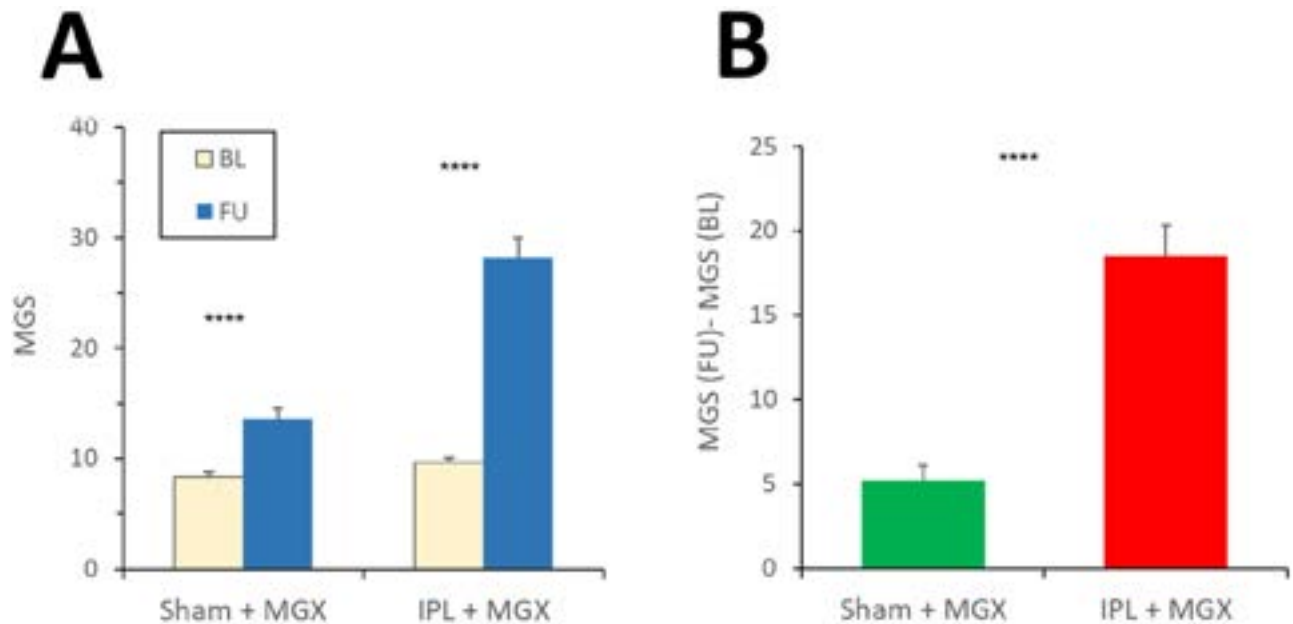 A
B
40
30
20
10
0
MGS
BL
FU
****
****
Sham + MGX
IPL + MGX
25
20
15
10
5
0
MGS (FU)- MGS (BL)
****
Sham + MGX
IPL + MGX